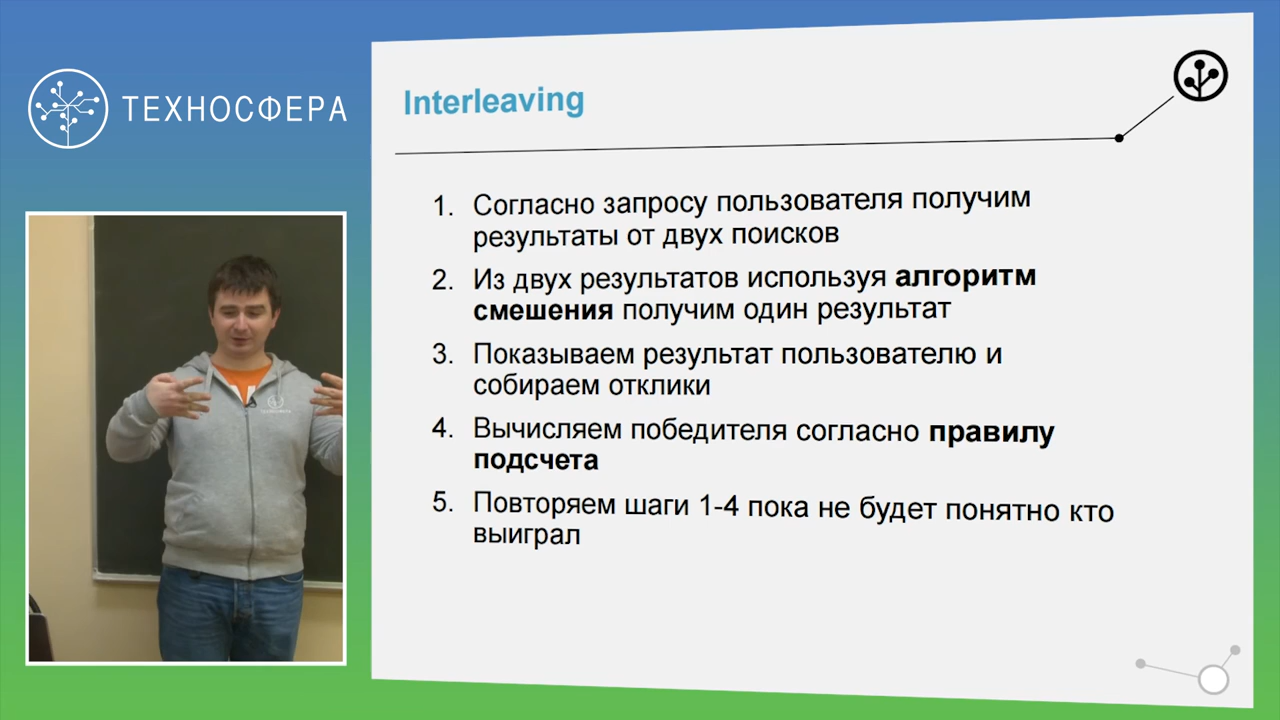 ТЕХНОСФЕРА
Interleaving
1. Согласно запросу пользователя получим
результаты от двух поисков
2. Из двух результатов используя алгоритм
смешения получим один результат
3. Показываем результат пользователю и
собираем отклики
4. Вычисляем победителя согласно правилу
подсчета
5. Повторяем шаги 1-4 пока не будет понятно кто
выиграл
ТЕХНОСФЕРА